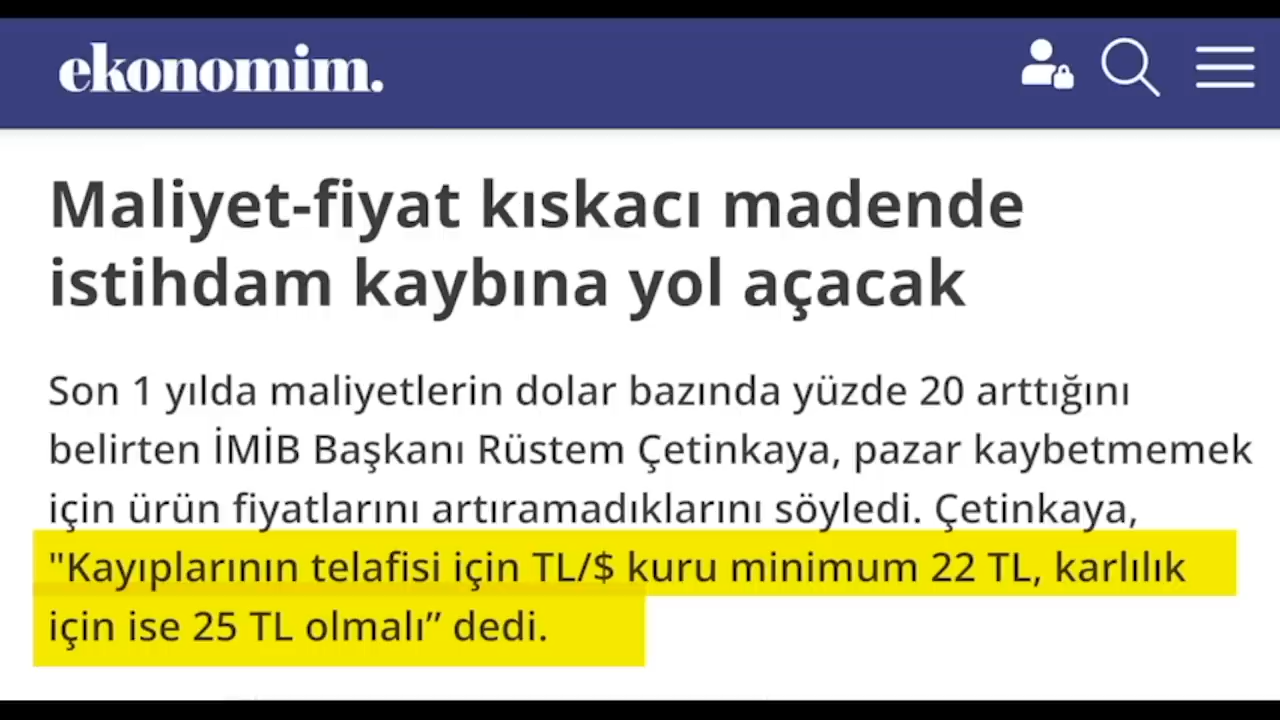 ekonomim.
Maliyet-fiyat kıskacı madende
istihdam kaybına yol açacak
Son 1 yılda maliyetlerin dolar bazında yüzde 20 arttığını
belirten İMİB Başkanı Rüstem Çetinkaya, pazar kaybetmemek
için ürün fiyatlarını artıramadıklarını söyledi. Çetinkaya,
"Kayıplarının telafisi için TL/$ kuru minimum 22 TL, karlılık
için ise 25 TL olmalı” dedi.